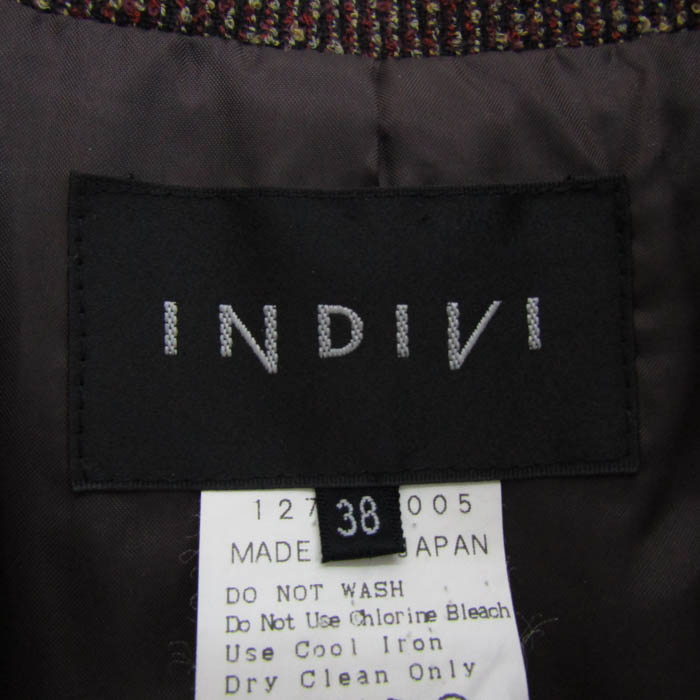 INDIVI
127 005
38
MADE JAPAN
DO NOT WASH
Do Not Use Chlorine Bleach
Use Cool Iron
Dry Clean Only